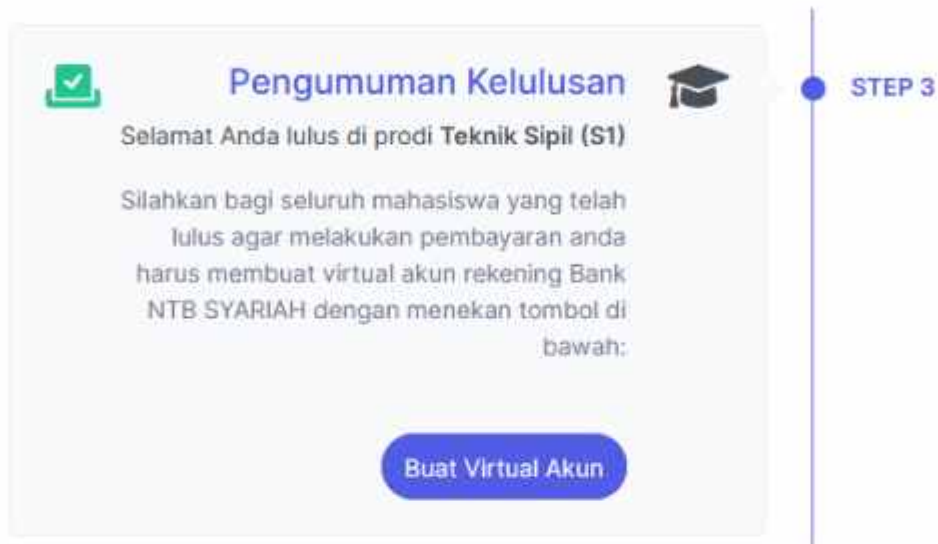 Pengumuman Kelulusan
STEP 3
Selamat Anda lulus di prodi Teknik Sipil (S1)
Silahkan bagi seluruh mahasiswa yang telah
lulus agar melakukan pembayaran anda
harus membuat virtual akun rekening Bank
NTB SYARIAH dengan menekan tombol di
bawah:
Buat Virtual Akun